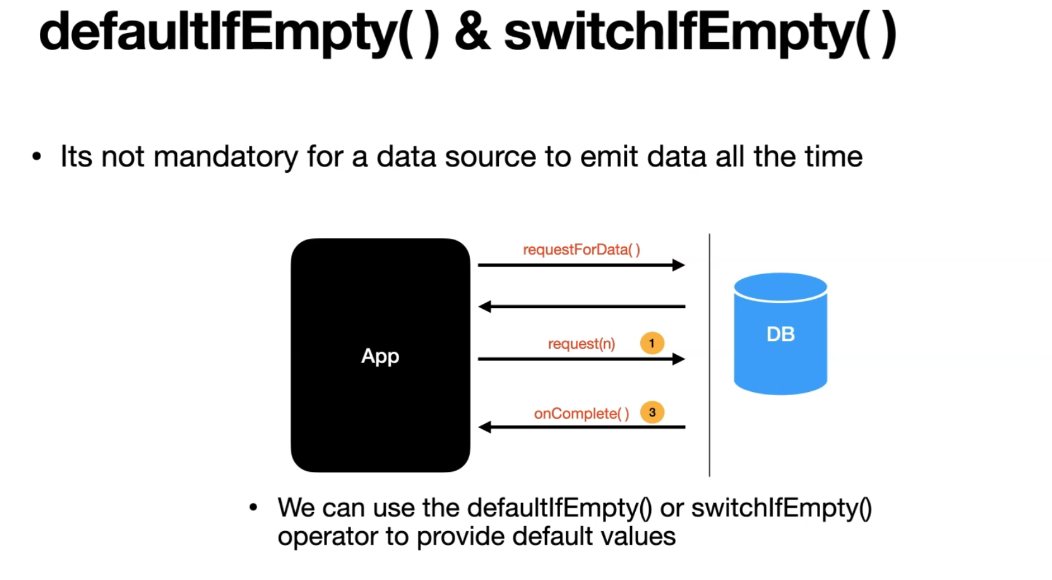 defaultIfEmpty( ) & switchIfEmpty( )
• Its not mandatory for a data source to emit data all the time
requestForData( )
DB
request(n) 1
App
onComplete( ) 3
• We can use the defaultIfEmpty() or switchIfEmpty()
operator to provide default values